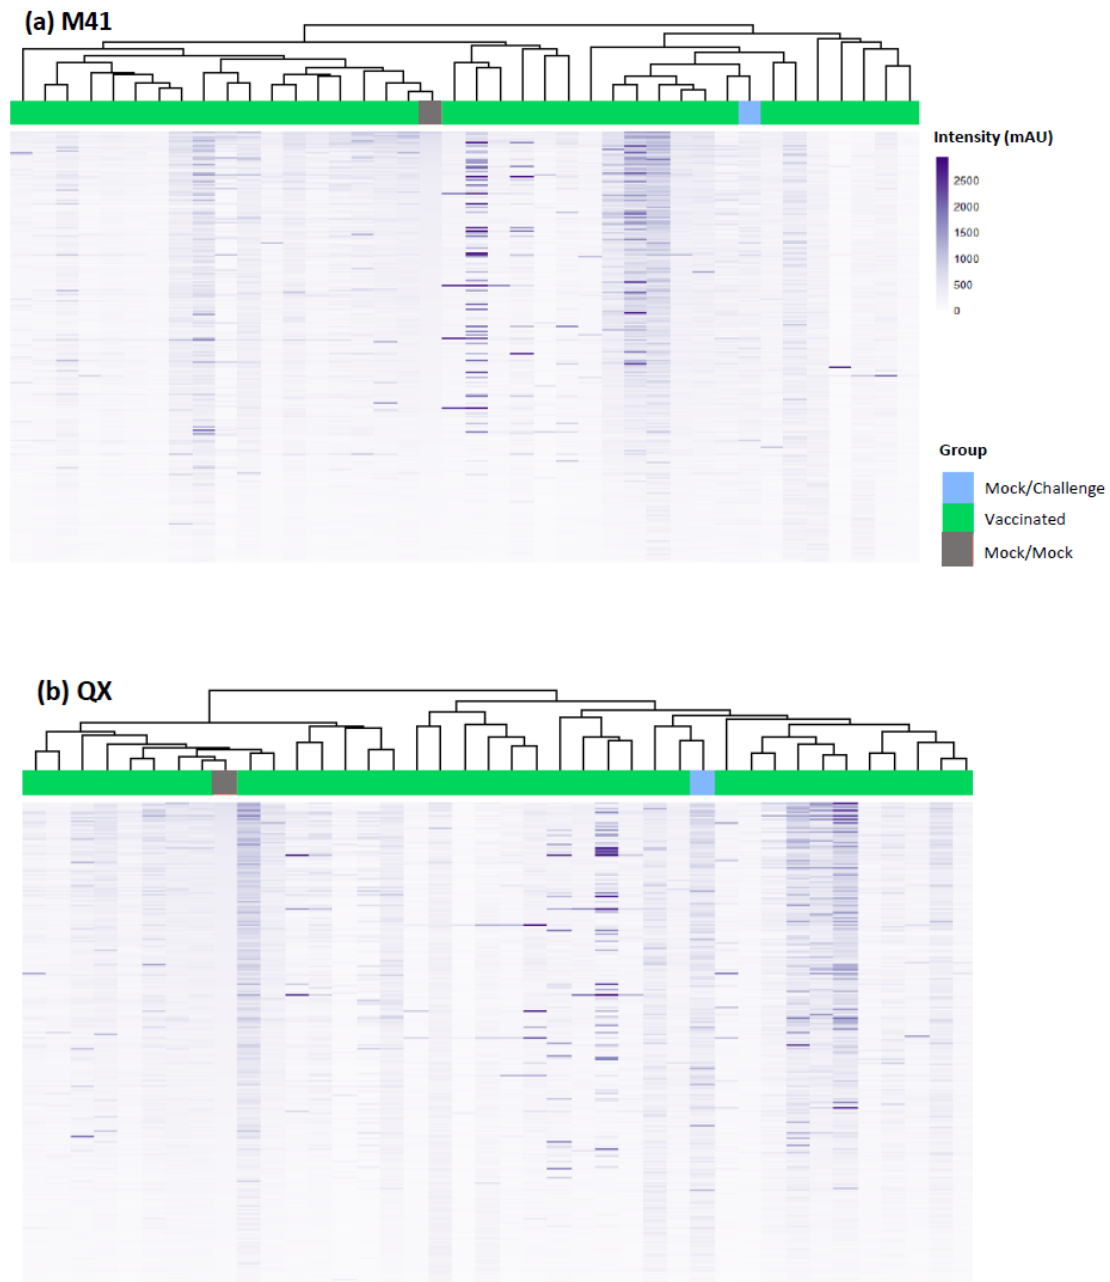 (a) M41
Intensity (mAU)
2500
2000
1500
1000
500
0
Group
Mock/Challenge
Vaccinated
Mock/Mock
(b) QX